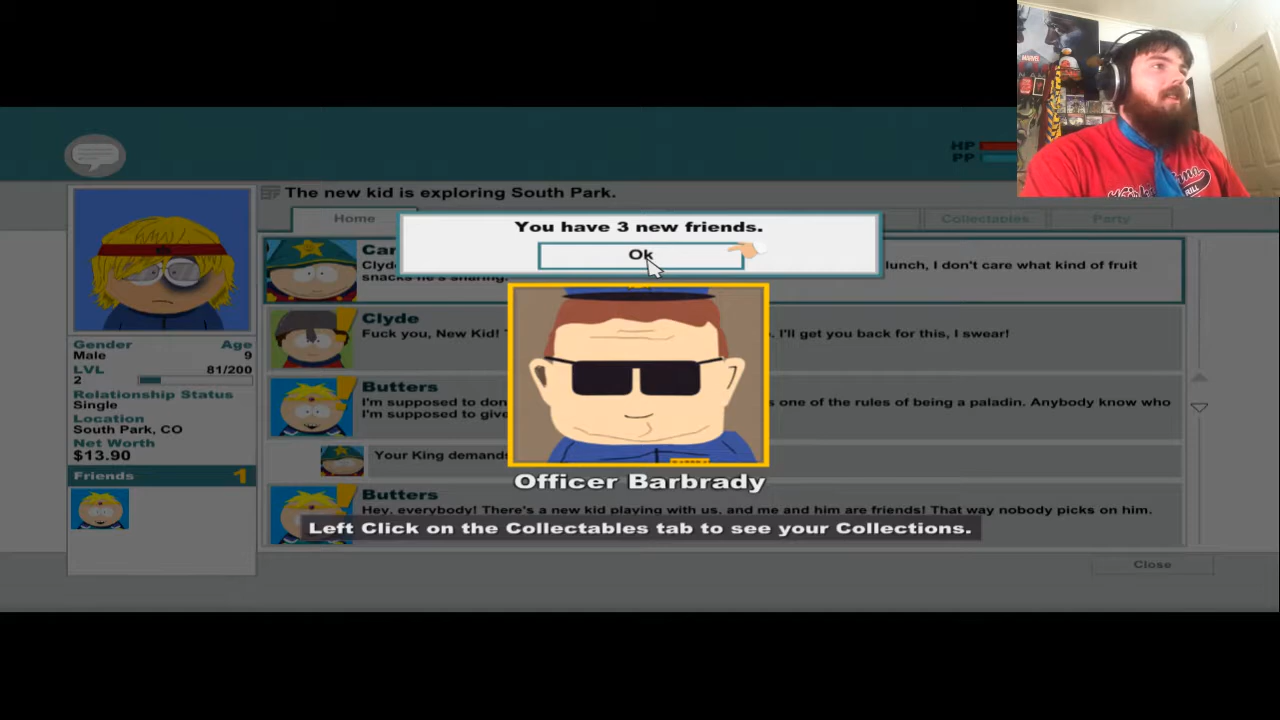 HP
PP
The new kid is exploring South Park.
Home
Collectables
Party
You have 3 new friends.
Ok
Clyd
lunch, I don't care what kind of fruit
snacks he's sharing.
Clyde
Fuck you, New Kid!
I'll get you back for this, I swear!
Butters
I'm supposed to don
one of the rules of being a paladin. Anybody know who
I'm supposed to give
Your King demand
Butters
Hey, everybody! There's a new kid playing with us, and me and him are friends! That way nobody picks on him.
Officer Barbrady
Left Click on the Collectables tab to see your Collections.
Gender
Age
Male
9
LVL
81/200
2
Relationship Status
Single
Location
South Park, CO
Net Worth
$13.90
Friends
1
Close
MARVEL